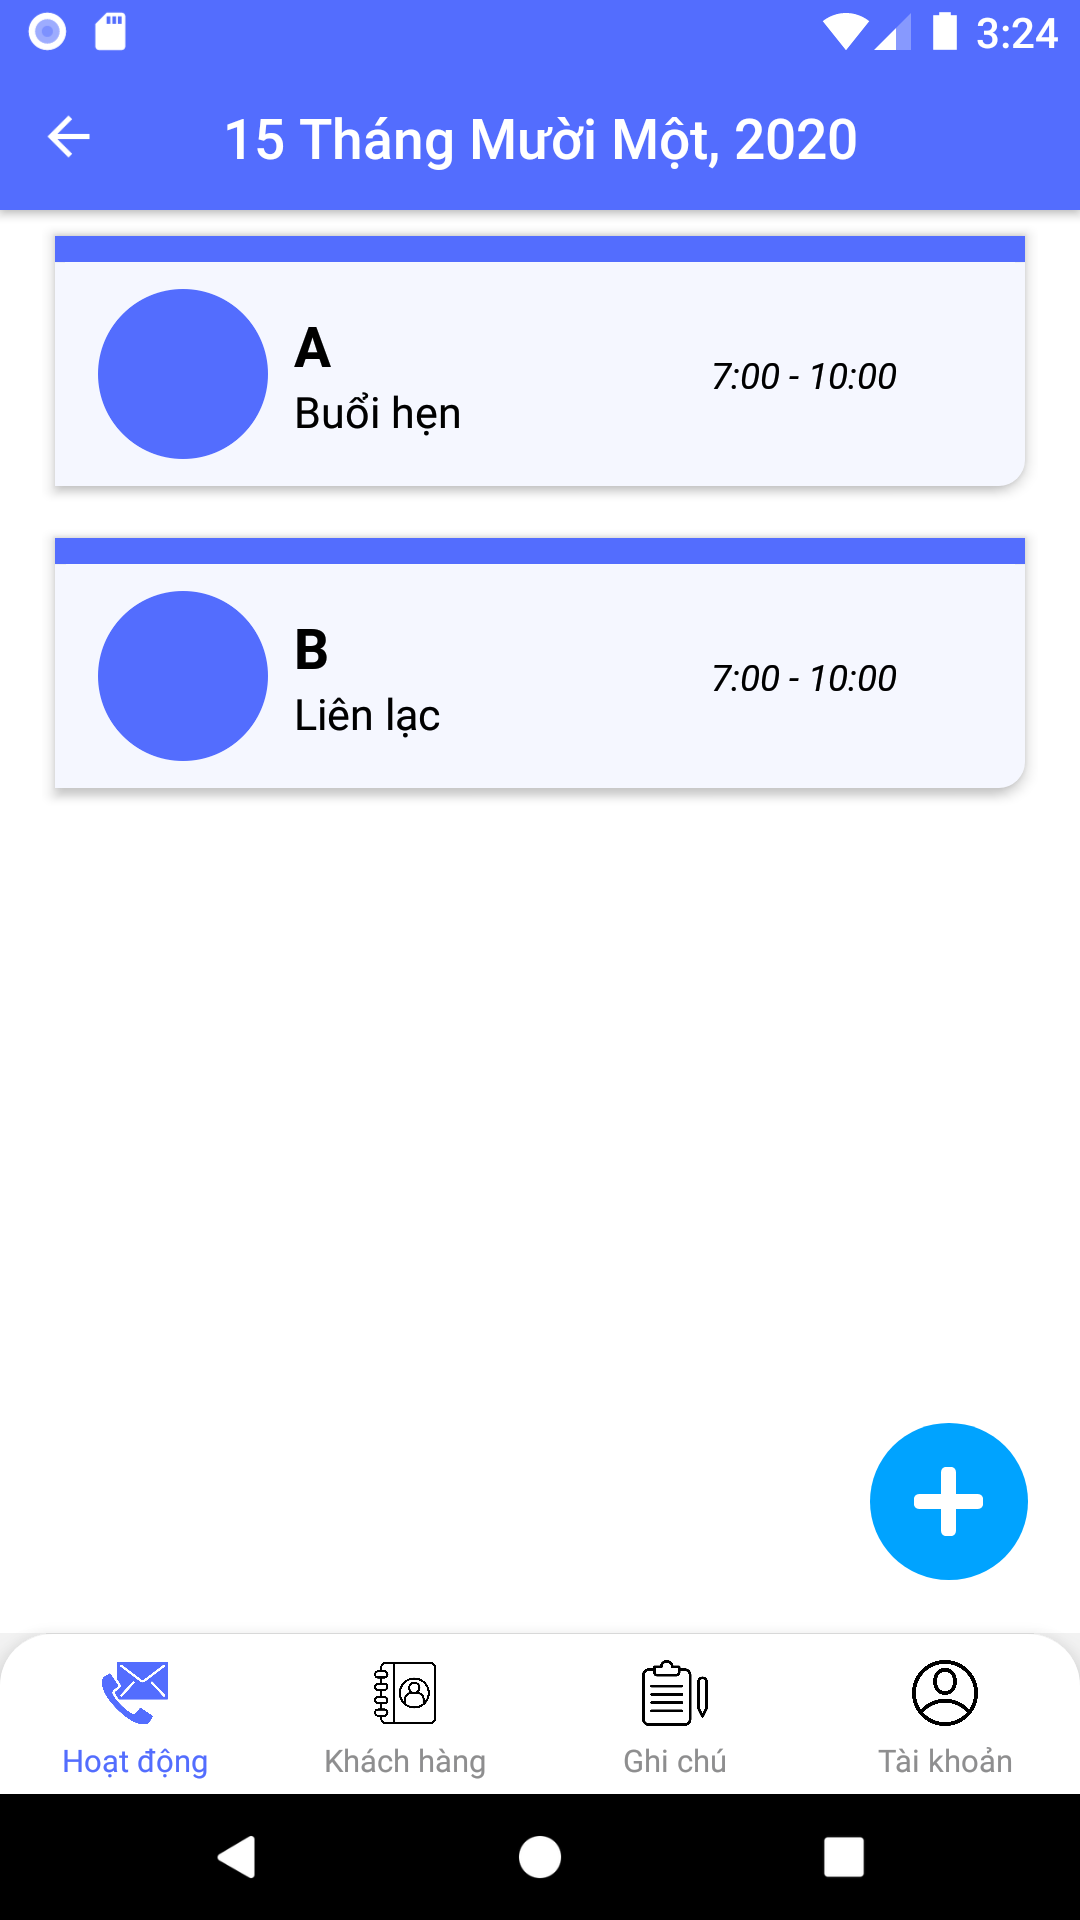 3:24
15 Tháng Mười Một, 2020
A
Buổi hẹn
7:00 - 10:00
B
Liên lạc
7:00 - 10:00
Hoạt động
Khách hàng
Ghi chú
Tài khoản